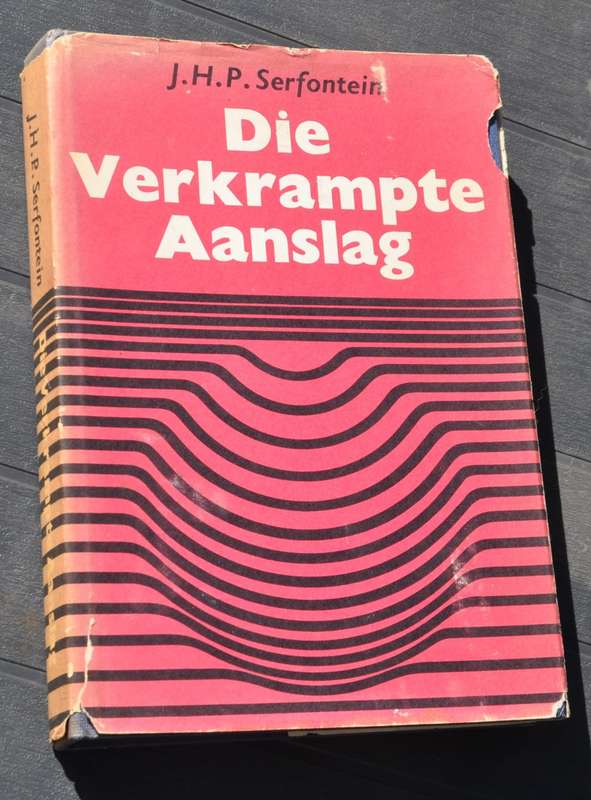 J.H.P. Serfontein
Die
Verkrampte
Aanslag
J.H.P. Serfontein